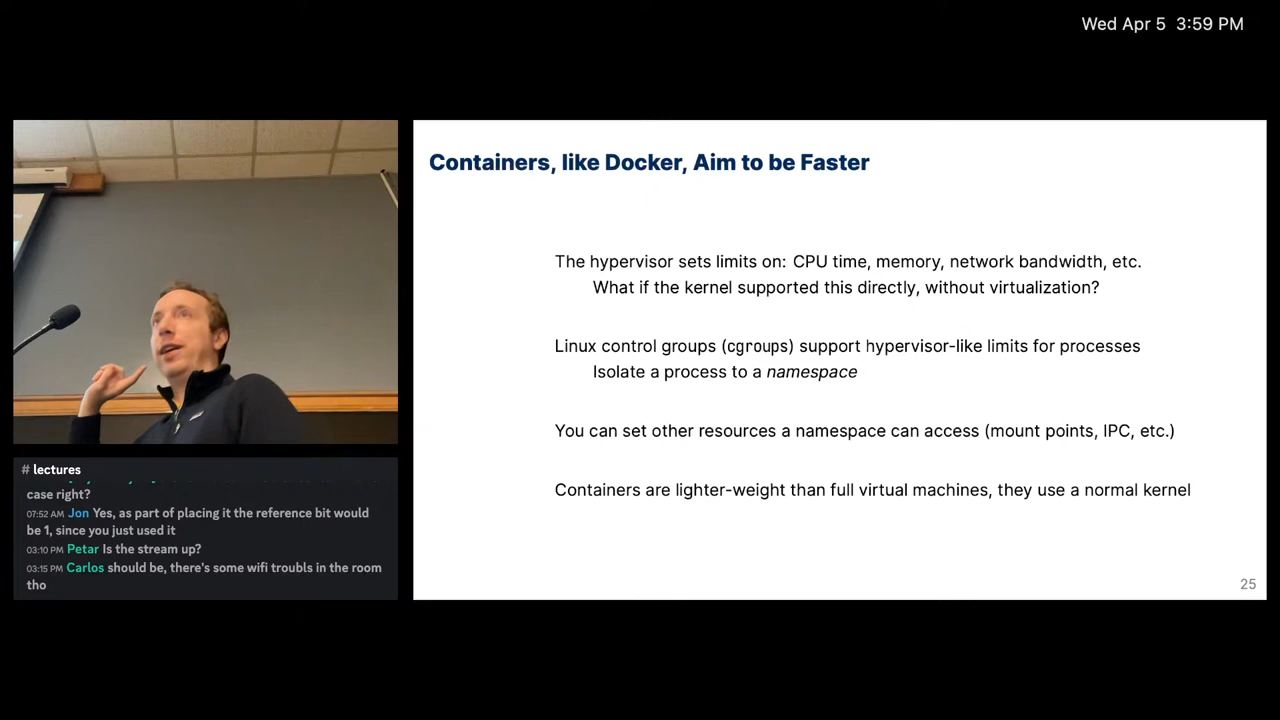 Wed Apr 5 3:59 PM
Containers, like Docker, Aim to be Faster
The hypervisor sets limits on: CPU time, memory, network bandwidth, etc.
What if the kernel supported this directly, without virtualization?
Linux control groups (cgroups) support hypervisor-like limits for processes
Isolate a process to a namespace
You can set other resources a namespace can access (mount points, IPC, etc.)
Containers are lighter-weight than full virtual machines, they use a normal kernel
25
# lectures
case right?
07:52 AM Jon Yes, as part of placing it the reference bit would
be 1, since you just used it
03:10 PM Petar Is the stream up?
03:15 PM Carlos should be, there's some wifi troubls in the room
tho